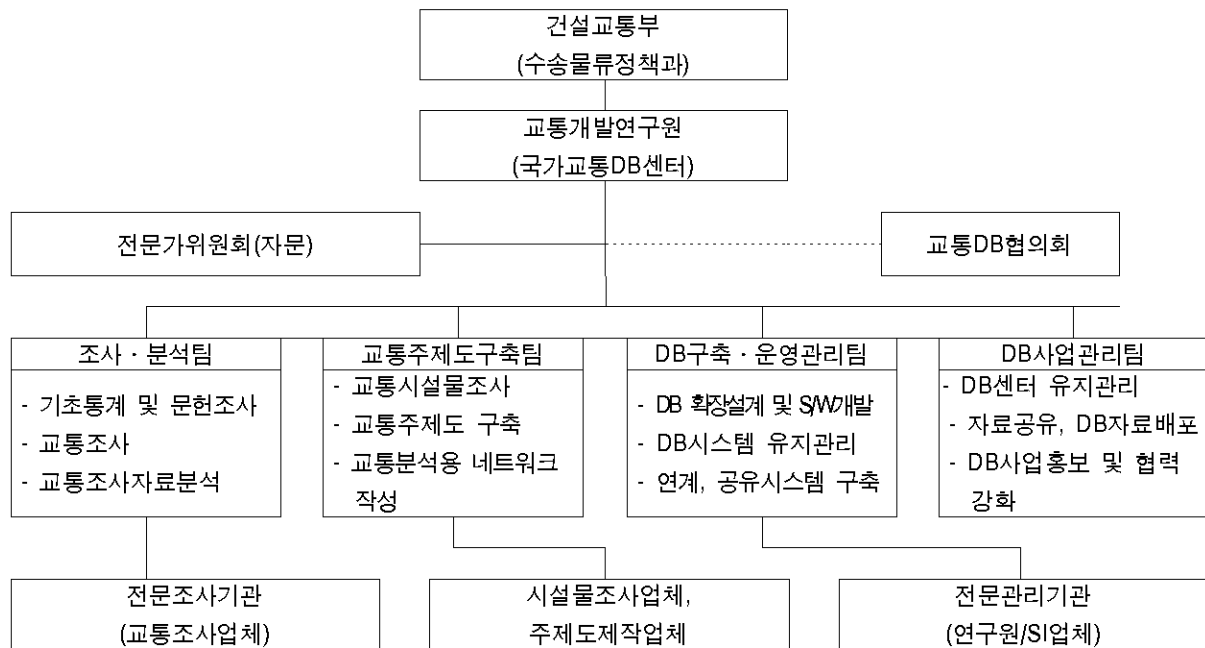 건설교통부
(수송물류정책과)
교통개발연구원
(국가교통DB센터)
전문가위원회(자문)
교통DB협의회
조사·분석팀
- 기초통계 및 문헌조사
- 교통조사
- 교통조사자료분석
교통주제도구축팀
- 교통시설물조사
- 교통주제도 구축
- 교통분석용 네트워크
작성
DB구축·운영관리팀
- DB 확장설계 및 S/W개발
- DB시스템 유지관리
- 연계, 공유시스템 구축
DB사업관리팀
- DB센터 유지관리
- 자료공유, DB자료배포
- DB사업홍보 및 협력
강화
전문조사기관
(교통조사업체)
시설물조사업체,
주제도제작업체
전문관리기관
(연구원/SI업체)